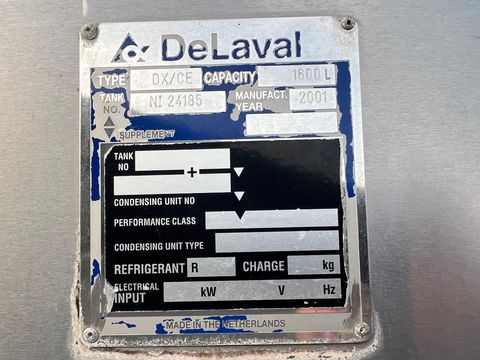 DeLaval
TYPE DX/CE CAPACITY 1600 L
TANK NO NI 24185 MANUFACT. YEAR 2001
SUPPLEMENT
TANK NO
+
CONDENSING UNIT NO
PERFORMANCE CLASS
CONDENSING UNIT TYPE
REFRIGERANT R CHARGE kg
ELECTRICAL INPUT kW V Hz
MADE IN THE NETHERLANDS